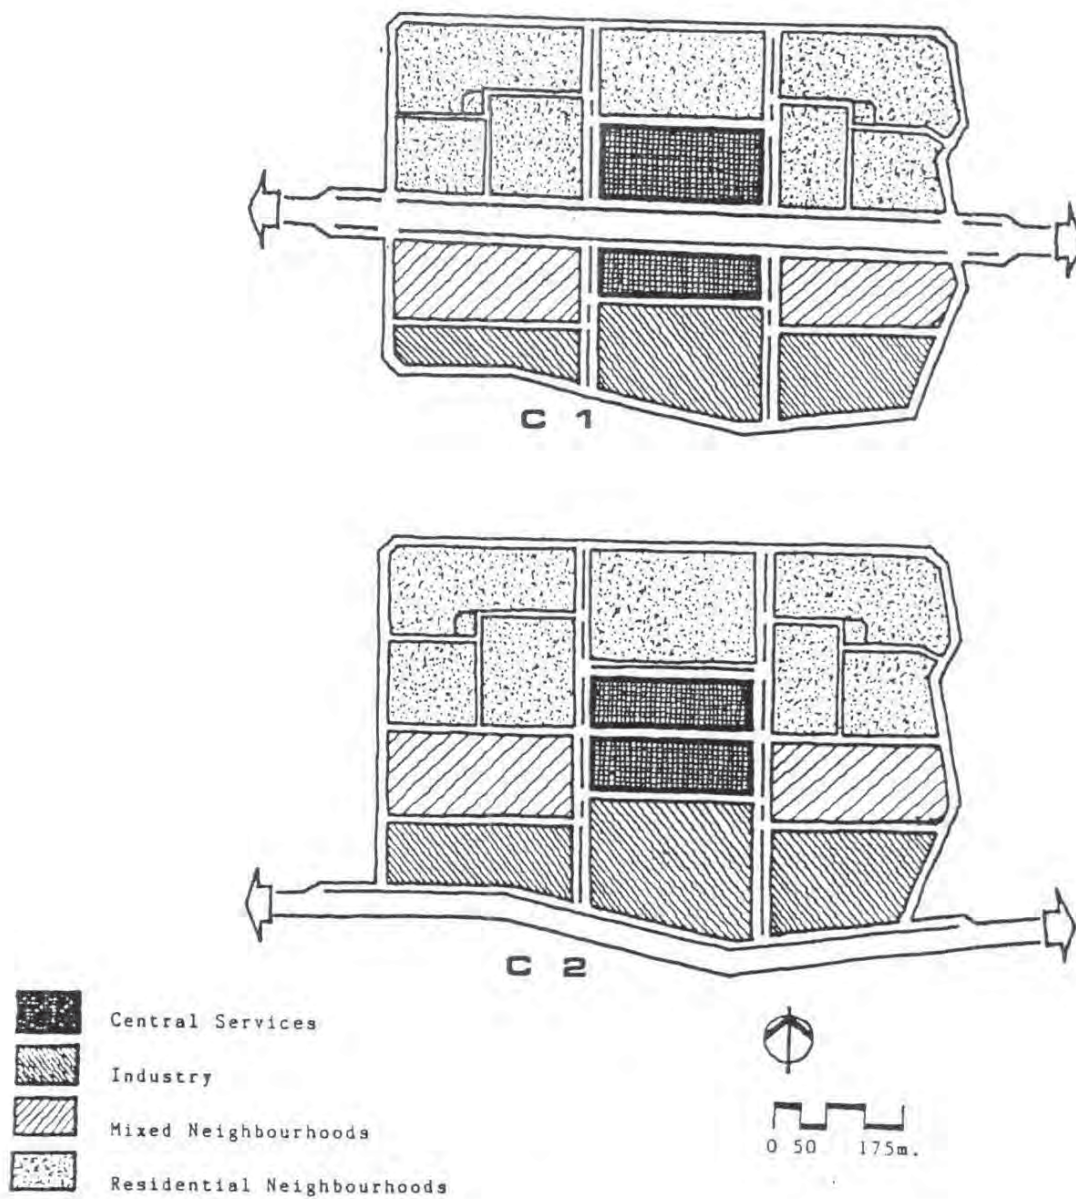 C 1
C 2
Central Services
Industry
Mixed Neighbourhoods
Residential Neighbourhoods
0 50 175m.